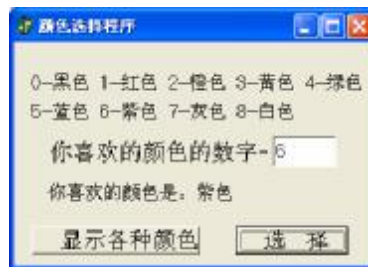 颜色选择程序
0-黑色 1-红色 2-橙色 3-黄色 4-绿色
5-蓝色 6-紫色 7-灰色 8-白色
你喜欢的颜色的数字-6
你喜欢的颜色是：紫色
显示各种颜色 选 择